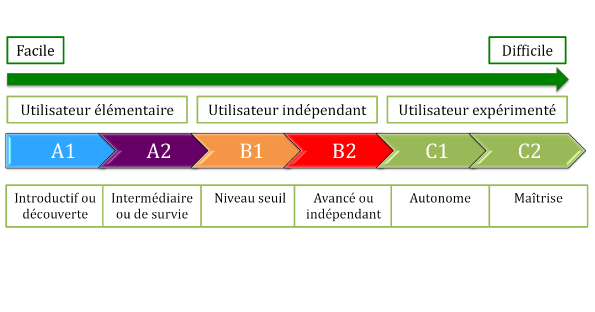 Facile
Difficile
Utilisateur élémentaire
Utilisateur indépendant
Utilisateur expérimenté
A1
A2
B1
B2
C1
C2
Introductif ou
découverte
Intermédiaire
ou de survie
Niveau seuil
Avancé ou
indépendant
Autonome
Maîtrise